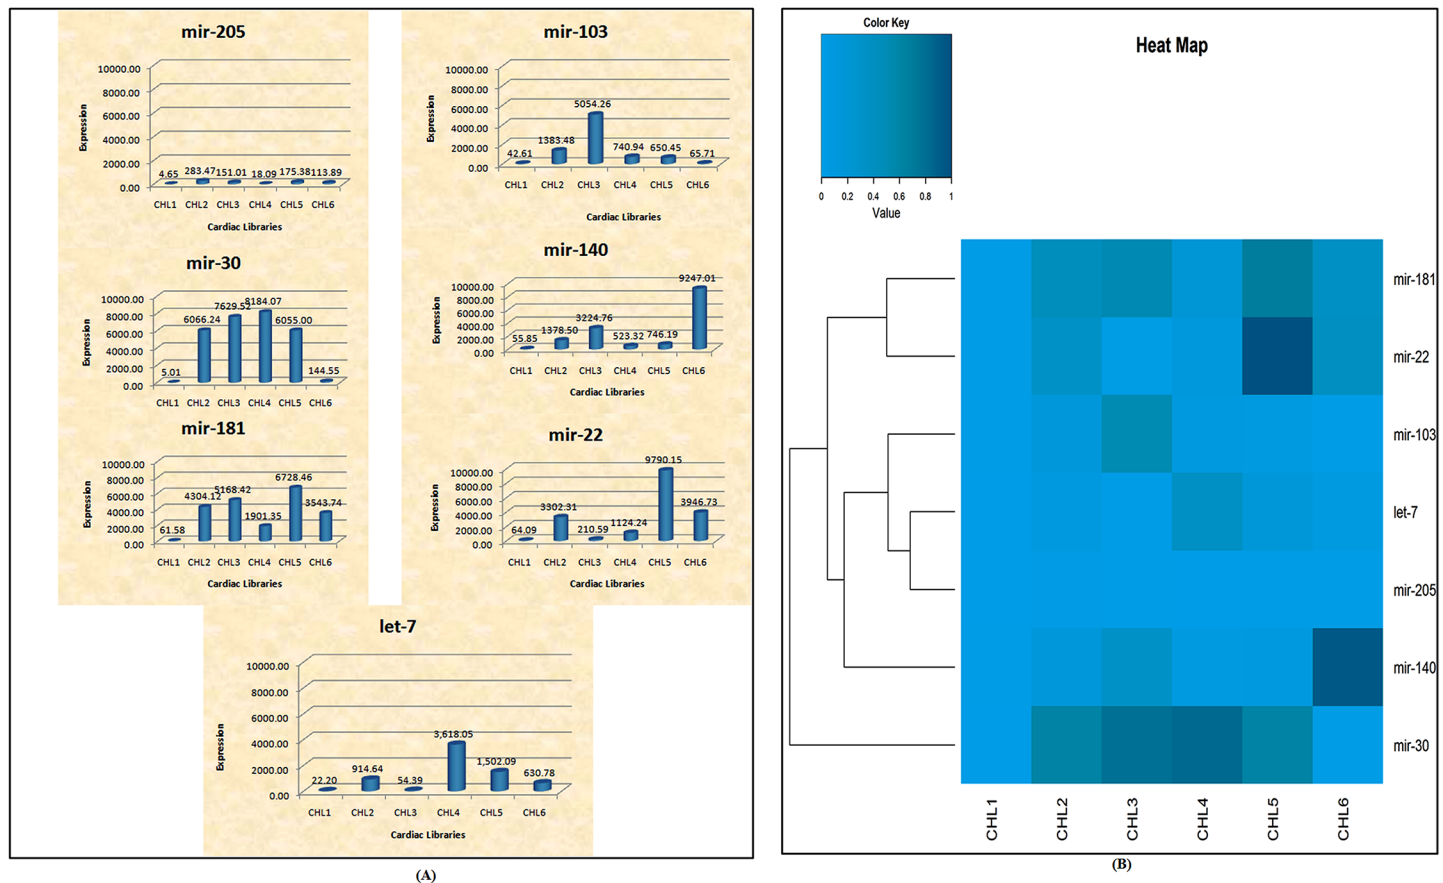 mir-205
10000.00
8000.00
6000.00
4000.00
2000.00
0.00
Expression
4.65 283.47 151.01 18.09 175.38 113.89
CHL1 CHL2 CHL3 CHL4 CHL5 CHL6
Cardiac Libraries
mir-103
10000.00
8000.00
6000.00
4000.00
2000.00
0.00
Expression
42.61 1383.48 5054.26 740.94 650.45 65.71
CHL1 CHL2 CHL3 CHL4 CHL5 CHL6
Cardiac Libraries
mir-30
10000.00
8000.00
6000.00
4000.00
2000.00
0.00
Expression
5.01 6066.24 7629.52 8184.07 6055.00 144.55
CHL1 CHL2 CHL3 CHL4 CHL5 CHL6
Cardiac Libraries
mir-140
10000.00
8000.00
6000.00
4000.00
2000.00
0.00
Expression
55.85 1378.50 3224.76 523.32 746.19 9247.01
CHL1 CHL2 CHL3 CHL4 CHL5 CHL6
Cardiac Libraries
mir-181
10000.00
8000.00
6000.00
4000.00
2000.00
0.00
Expression
61.58 4304.12 5168.42 1901.35 6728.46 3543.74
CHL1 CHL2 CHL3 CHL4 CHL5 CHL6
Cardiac Libraries
mir-22
10000.00
8000.00
6000.00
4000.00
2000.00
0.00
Expression
64.09 3302.31 210.59 1124.24 9790.15 3946.73
CHL1 CHL2 CHL3 CHL4 CHL5 CHL6
Cardiac Libraries
let-7
10000.00
8000.00
6000.00
4000.00
2000.00
0.00
Expression
22.20 914.64 54.39 3,618.05 1,502.09 630.78
CHL1 CHL2 CHL3 CHL4 CHL5 CHL6
Cardiac Libraries
(A)
Color Key
0 0.2 0.4 0.6 0.8 1
Value
Heat Map
mir-181
mir-22
mir-103
let-7
mir-205
mir-140
mir-30
CHL1 CHL2 CHL3 CHL4 CHL5 CHL6
(B)